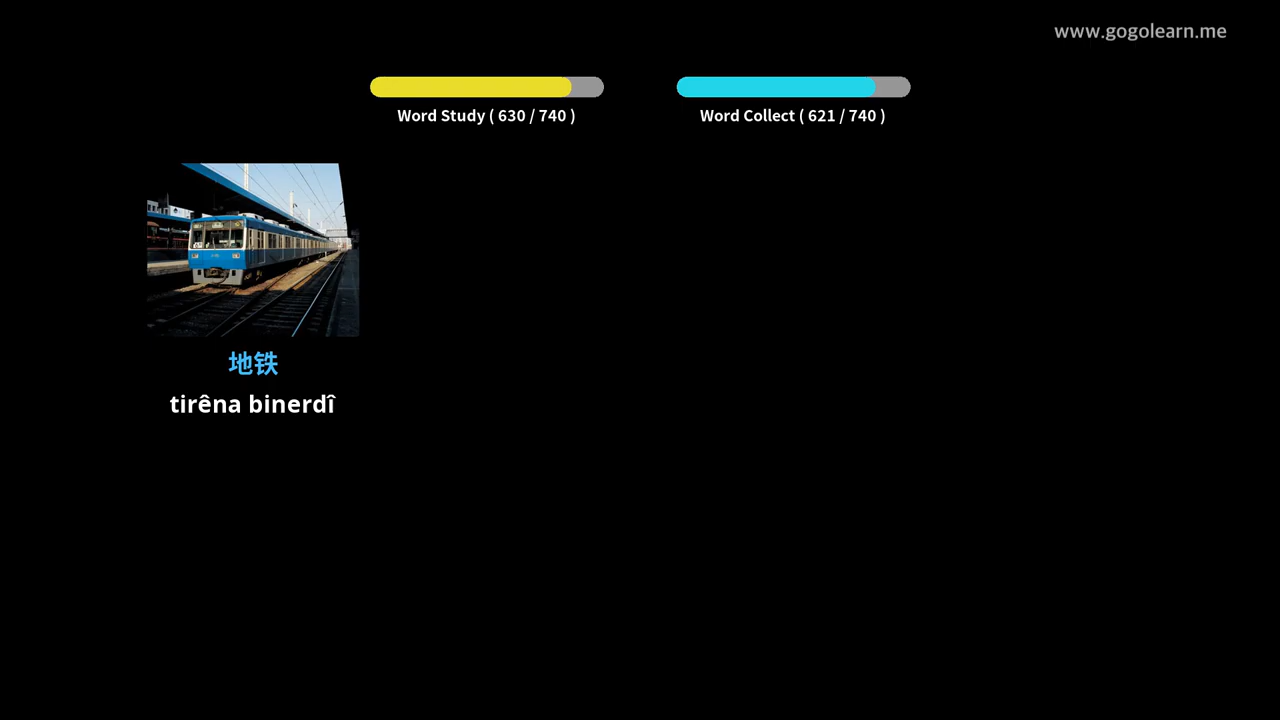 www.gogolearn.me
Word Study ( 630 / 740 )
Word Collect ( 621 / 740 )
地铁
tirêna binerdî